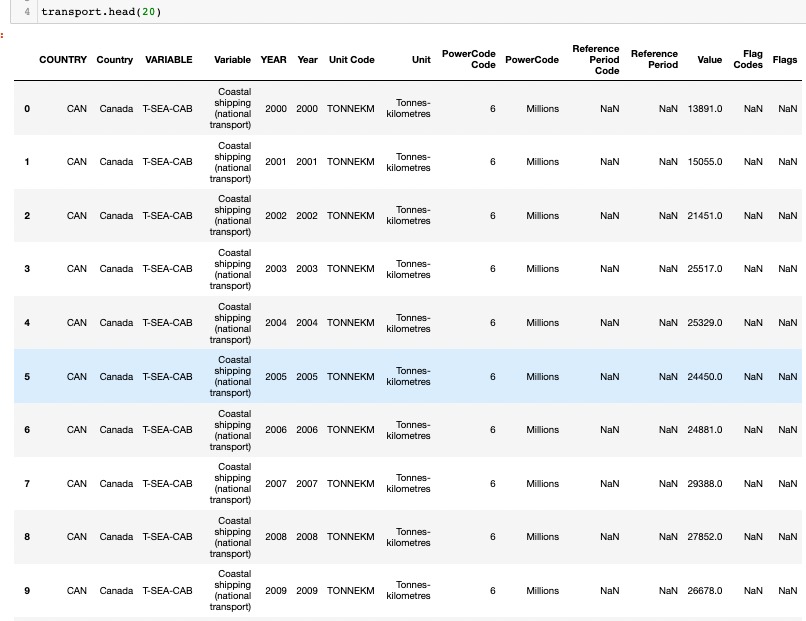 4 transport.head(20)
COUNTRY Country VARIABLE Variable YEAR Year Unit Code Unit PowerCode Code PowerCode Reference Period Code Reference Period Value Flag Codes Flags
0 CAN Canada T-SEA-CAB Coastal shipping (national transport) 2000 2000 TONNEKM Tonnes-kilometres 6 Millions NaN NaN 13891.0 NaN NaN
1 CAN Canada T-SEA-CAB Coastal shipping (national transport) 2001 2001 TONNEKM Tonnes-kilometres 6 Millions NaN NaN 15055.0 NaN NaN
2 CAN Canada T-SEA-CAB Coastal shipping (national transport) 2002 2002 TONNEKM Tonnes-kilometres 6 Millions NaN NaN 21451.0 NaN NaN
3 CAN Canada T-SEA-CAB Coastal shipping (national transport) 2003 2003 TONNEKM Tonnes-kilometres 6 Millions NaN NaN 25517.0 NaN NaN
4 CAN Canada T-SEA-CAB Coastal shipping (national transport) 2004 2004 TONNEKM Tonnes-kilometres 6 Millions NaN NaN 25329.0 NaN NaN
5 CAN Canada T-SEA-CAB Coastal shipping (national transport) 2005 2005 TONNEKM Tonnes-kilometres 6 Millions NaN NaN 24450.0 NaN NaN
6 CAN Canada T-SEA-CAB Coastal shipping (national transport) 2006 2006 TONNEKM Tonnes-kilometres 6 Millions NaN NaN 24881.0 NaN NaN
7 CAN Canada T-SEA-CAB Coastal shipping (national transport) 2007 2007 TONNEKM Tonnes-kilometres 6 Millions NaN NaN 29388.0 NaN NaN
8 CAN Canada T-SEA-CAB Coastal shipping (national transport) 2008 2008 TONNEKM Tonnes-kilometres 6 Millions NaN NaN 27852.0 NaN NaN
9 CAN Canada T-SEA-CAB Coastal shipping (national transport) 2009 2009 TONNEKM Tonnes-kilometres 6 Millions NaN NaN 26678.0 NaN NaN